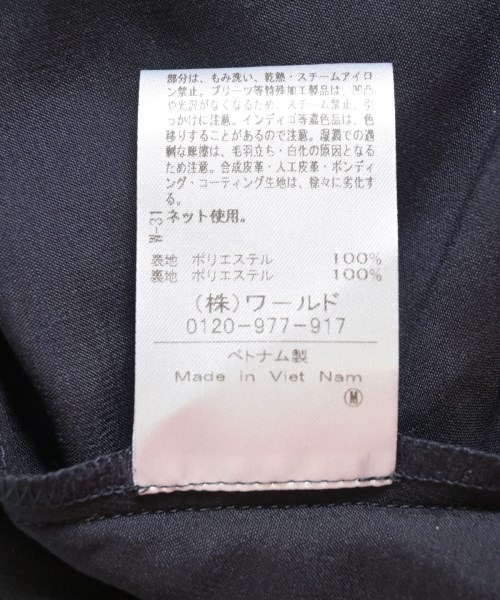 部分は、もみ洗い、乾熱・スチームアイロ
ン禁止。プリーツ等特殊加工製品は、凹凸
や光沢がなくなるため、スチーム禁止。引
っかけに注意。インディゴ等濃色品は、色
移りすることがあるので注意。湿潤での過
剰な摩擦は、毛羽立ち・白化の原因となる
ため注意。合成皮革・人工皮革・ボンディ
ング・コーティング生地は、徐々に劣化す
る。
W-31
ネット使用。
表地 ポリエステル 100%
裏地 ポリエステル 100%
(株)ワールド
0120-977-917
ベトナム製
Made in Viet Nam
M